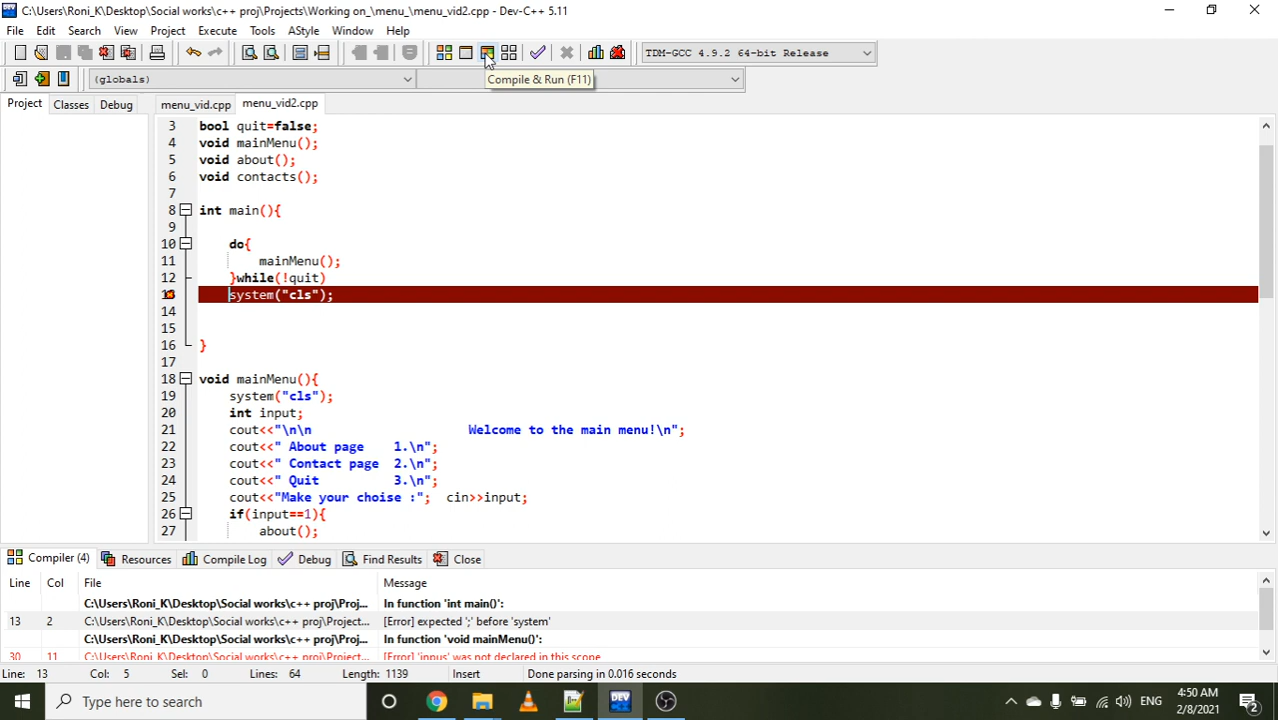 C:\Users\Roni_K\Desktop\Social works\c++ proj\Projects\Working on_\menu_\menu_vid2.cpp - Dev-C++ 5.11
File Edit Search View Project Execute Tools AStyle Window Help
TDM-GCC 4.9.2 64-bit Release
(globals)
Compile & Run (F11)
Project Classes Debug menu_vid.cpp menu_vid2.cpp
3 bool quit=false;
4 void mainMenu();
5 void about();
6 void contacts();
7
8 int main(){
9
10 do{
11 mainMenu();
12 }while(!quit)
system("cls");
14
15
16 }
17
18 void mainMenu(){
19 system("cls");
20 int input;
21 cout<<"\n\n Welcome to the main menu!\n";
22 cout<<" About page 1.\n";
23 cout<<" Contact page 2.\n";
24 cout<<" Quit 3.\n";
25 cout<<"Make your choise :"; cin>>input;
26 if(input==1){
27 about();
Compiler (4) Resources Compile Log Debug Find Results Close
Line Col File Message
C:\Users\Roni_K\Desktop\Social works\c++ proj\Proj... In function 'int main()':
13 2 C:\Users\Roni_K\Desktop\Social works\c++ proj\Project... [Error] expected ';' before 'system'
C:\Users\Roni_K\Desktop\Social works\c++ proj\Proj... In function 'void mainMenu()':
30 11 C:\Users\Roni_K\Desktop\Social works\c++ proj\Project... [Error] 'inpus' was not declared in this scope
Line: 13 Col: 5 Sel: 0 Lines: 64 Length: 1139 Insert Done parsing in 0.016 seconds
Type here to search
DEV
ENG
4:50 AM
2/8/2021
2